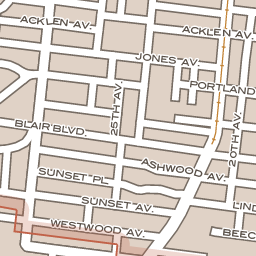 ACKLEN AV.
ACKLEN AV.
JONES AV.
PORTLAND
25TH AV.
BLAIR BLVD.
20TH AV.
ASHWOOD AV.
SUNSET PL
SUNSET AV.
LIND
WESTWOOD AV.
BEEC